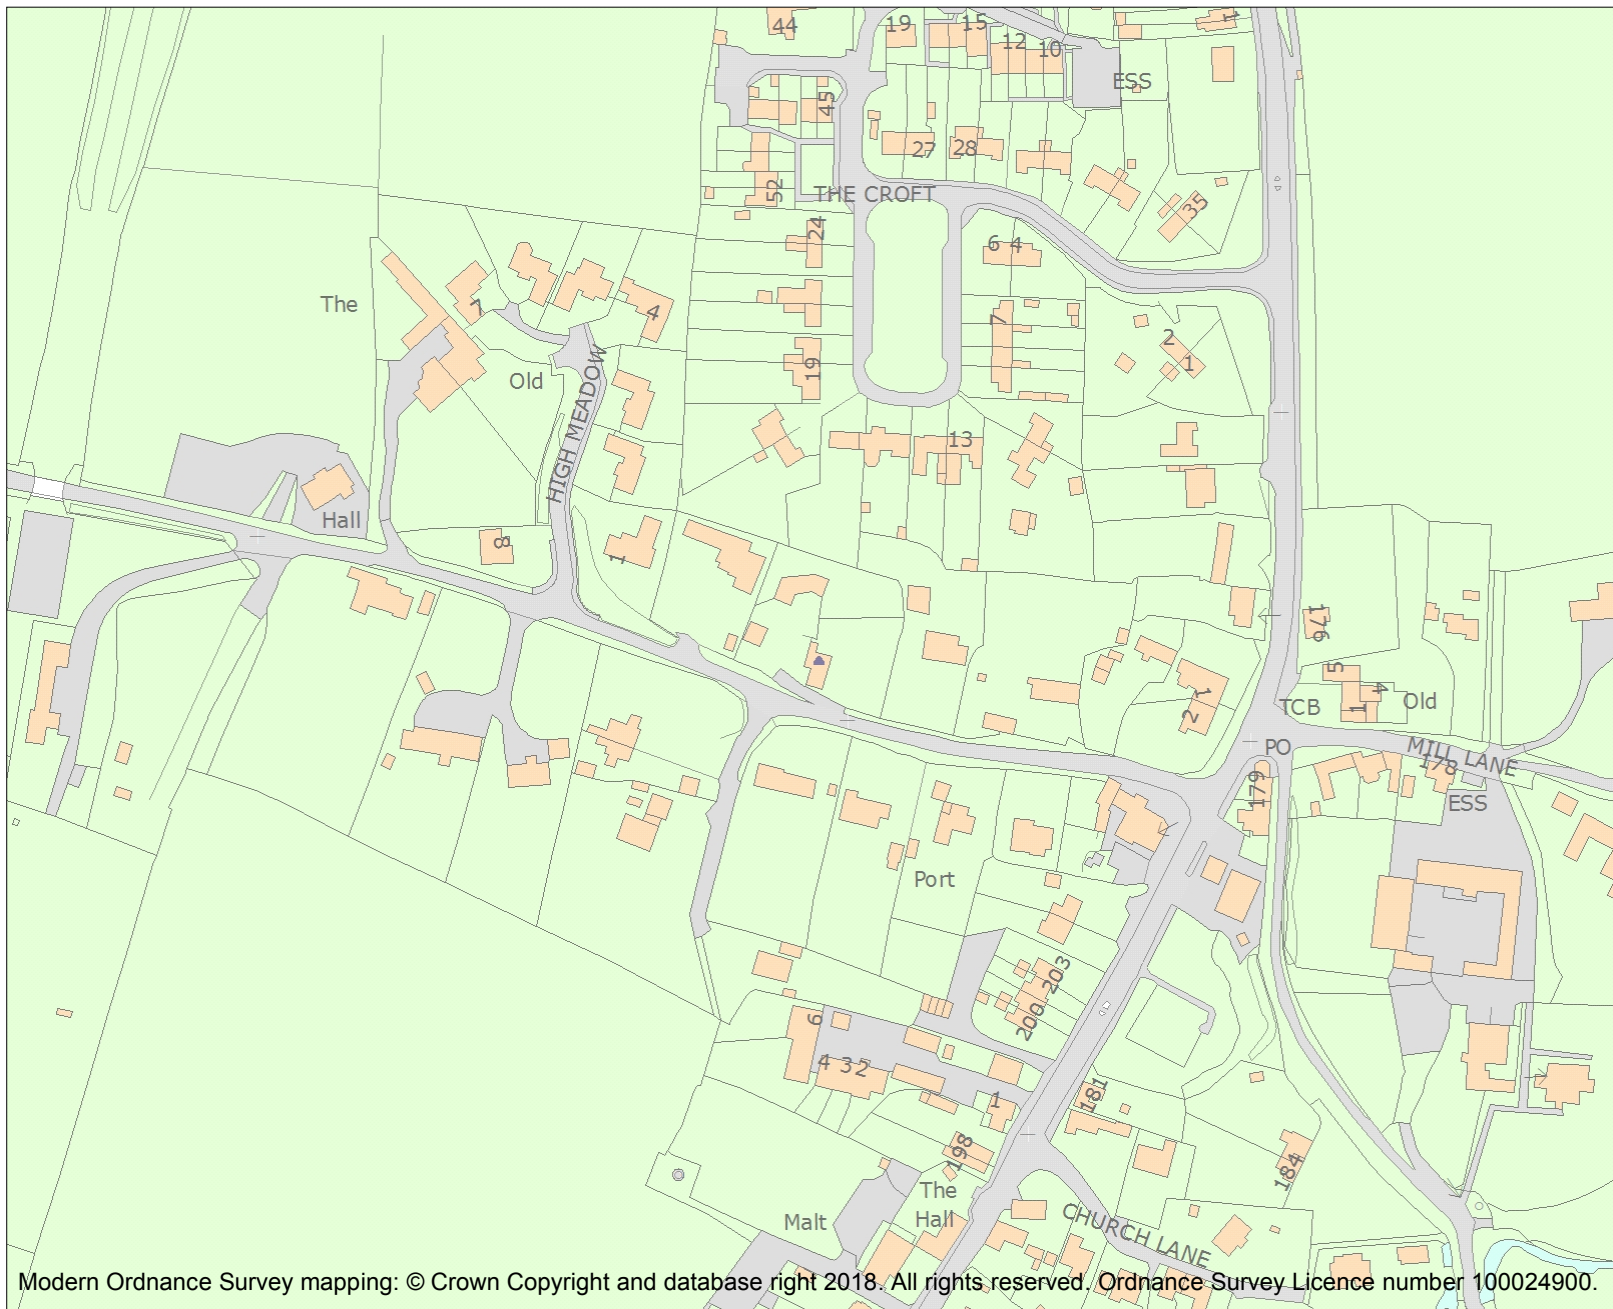 44
19
15
12
10
1
ESS
45
27
28
52
THE CROFT
35
24
6 4
The
7
4
7
2
1
19
Old
HIGH MEADOW
13
Hall
8
1
176
5
4
1
Old
1
2
TCB
PO
MILL LANE
178
179
ESS
Port
203
200
6
4 3 2
1
181
198
184
The
Hall
Malt
CHURCH LANE
Modern Ordnance Survey mapping: © Crown Copyright and database right 2018. All rights reserved. Ordnance Survey Licence number 100024900.